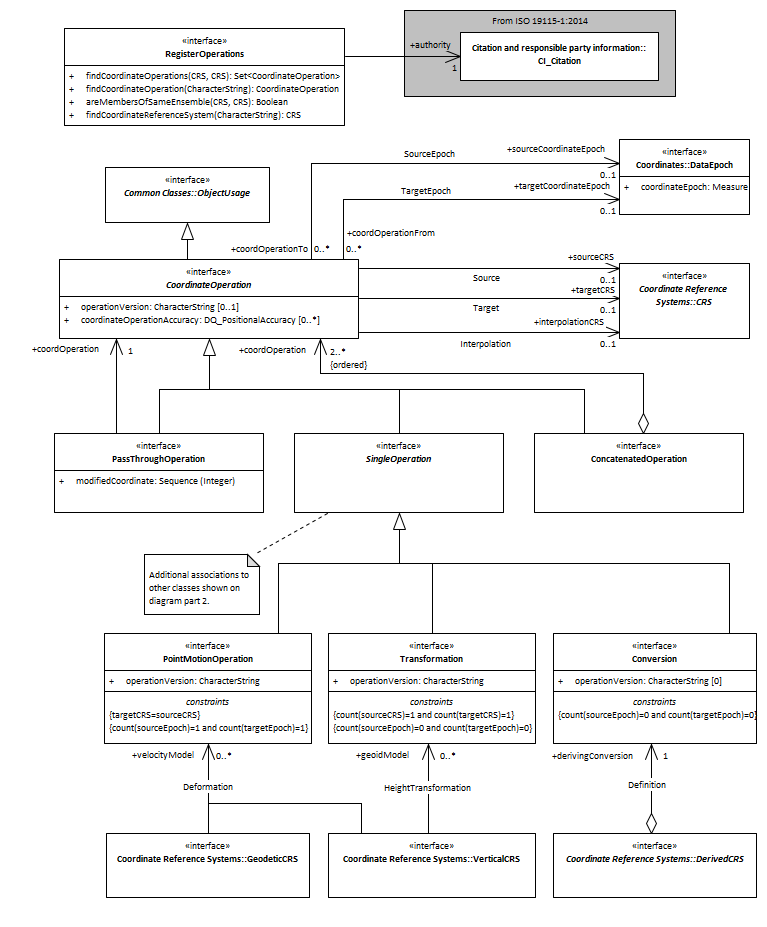 From ISO 19115-1:2014
«interface»
RegisterOperations
+ findCoordinateOperations(CRS, CRS): Set<CoordinateOperation>
+ findCoordinateOperation(CharacterString): CoordinateOperation
+ areMembersOfSameEnsemble(CRS, CRS): Boolean
+ findCoordinateReferenceSystem(CharacterString): CRS
+authority
1
Citation and responsible party information::
CI_Citation
«interface»
Common Classes::ObjectUsage
SourceEpoch
+sourceCoordinateEpoch
0..1
TargetEpoch
+targetCoordinateEpoch
0..1
«interface»
Coordinates::DataEpoch
+ coordinateEpoch: Measure
+coordOperationFrom
+coordOperationTo 0..* 0..*
«interface»
CoordinateOperation
+ operationVersion: CharacterString [0..1]
+ coordinateOperationAccuracy: DQ_PositionalAccuracy [0..*]
+sourceCRS
Source
0..1
+targetCRS
Target
0..1
+interpolationCRS
Interpolation
0..1
«interface»
Coordinate Reference
Systems::CRS
+coordOperation 1
+coordOperation 2..*
{ordered}
«interface»
PassThroughOperation
+ modifiedCoordinate: Sequence (Integer)
«interface»
SingleOperation
«interface»
ConcatenatedOperation
Additional associations to
other classes shown on
diagram part 2.
«interface»
PointMotionOperation
+ operationVersion: CharacterString
constraints
{targetCRS=sourceCRS}
{count(sourceEpoch)=1 and count(targetEpoch)=1}
«interface»
Transformation
+ operationVersion: CharacterString
constraints
{count(sourceCRS)=1 and count(targetCRS)=1}
{count(sourceEpoch)=0 and count(targetEpoch)=0}
«interface»
Conversion
+ operationVersion: CharacterString [0]
constraints
{count(sourceEpoch)=0 and count(targetEpoch)=0}
+velocityModel 0..*
Deformation
+geoidModel 0..*
HeightTransformation
+derivingConversion 1
Definition
«interface»
Coordinate Reference Systems::GeodeticCRS
«interface»
Coordinate Reference Systems::VerticalCRS
«interface»
Coordinate Reference Systems::DerivedCRS